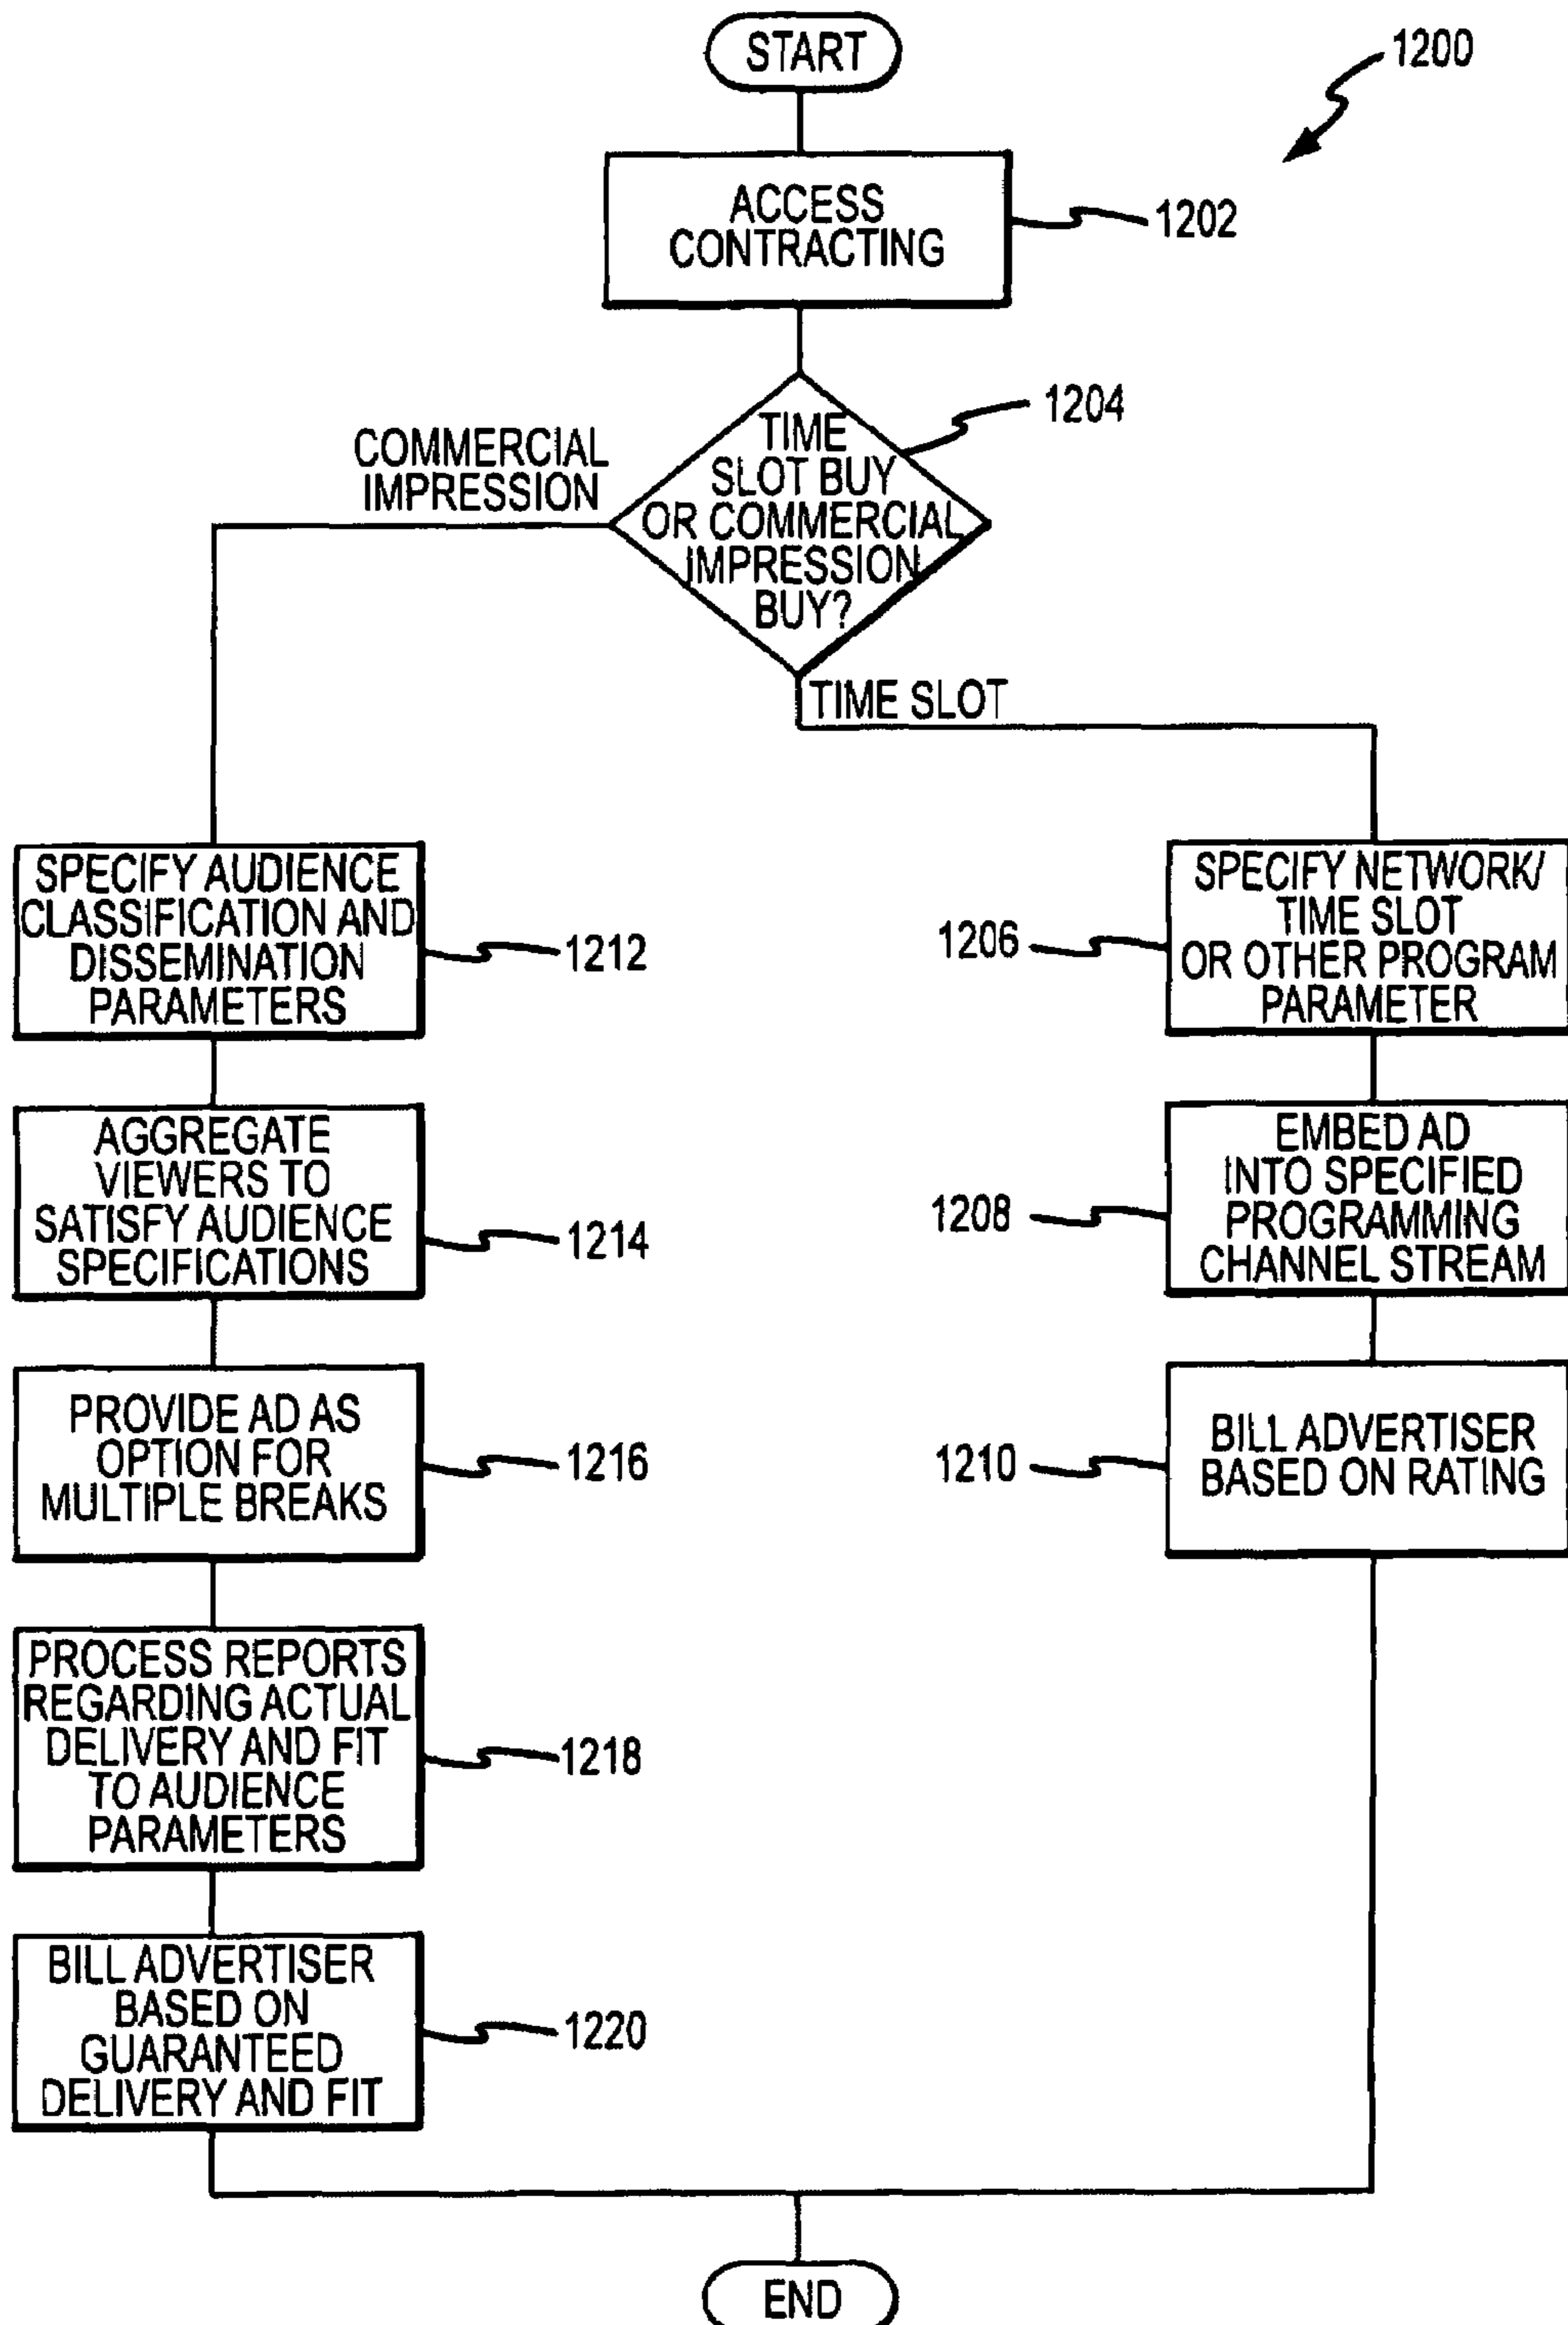 START
1200
ACCESS
CONTRACTING
1202
TIME
SLOT BUY
OR COMMERCIAL
IMPRESSION
BUY?
1204
COMMERCIAL
IMPRESSION
TIME SLOT
SPECIFY AUDIENCE
CLASSIFICATION AND
DISSEMINATION
PARAMETERS
1212
AGGREGATE
VIEWERS TO
SATISFY AUDIENCE
SPECIFICATIONS
1214
PROVIDE AD AS
OPTION FOR
MULTIPLE BREAKS
1216
PROCESS REPORTS
REGARDING ACTUAL
DELIVERY AND FIT
TO AUDIENCE
PARAMETERS
1218
BILL ADVERTISER
BASED ON
GUARANTEED
DELIVERY AND FIT
1220
SPECIFY NETWORK/
TIME SLOT
OR OTHER PROGRAM
PARAMETER
1206
EMBED AD
INTO SPECIFIED
PROGRAMMING
CHANNEL STREAM
1208
BILL ADVERTISER
BASED ON RATING
1210
END